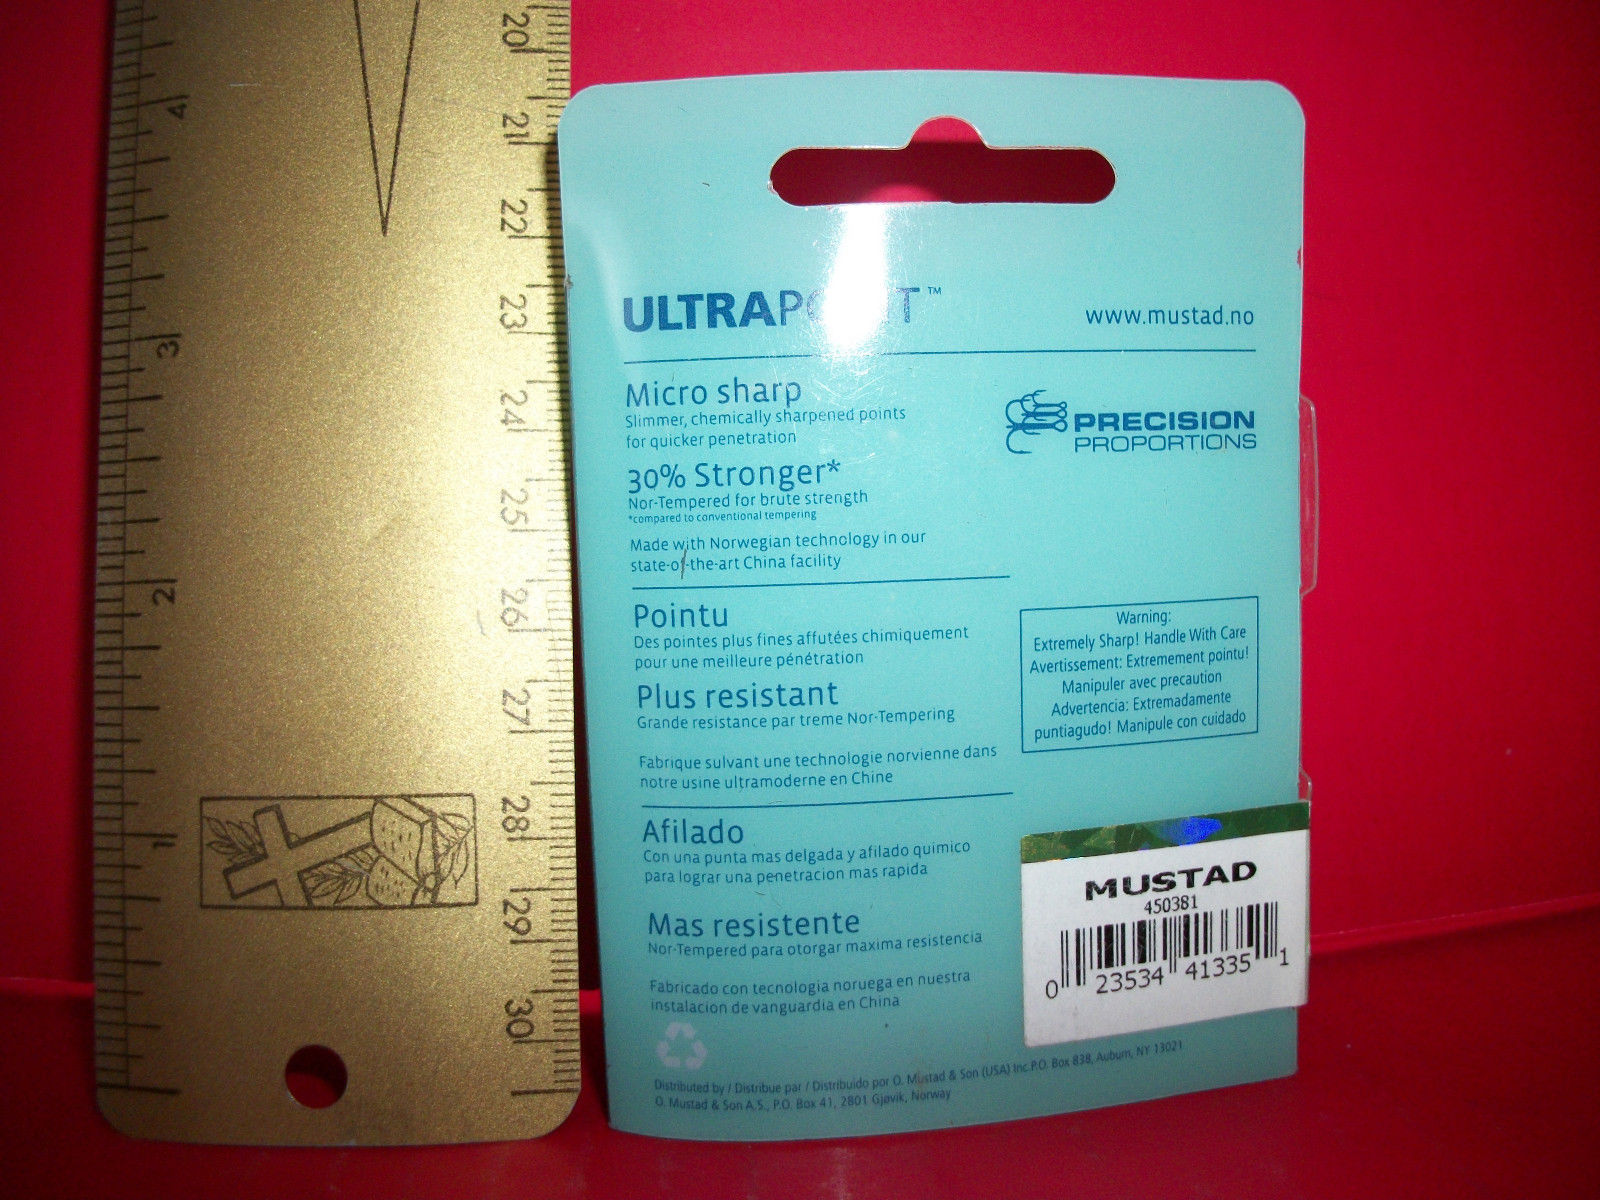 20
21
22
23
24
25
26
27
28
29
30
4
3
2
1
ULTRAPOINT™
www.mustad.no
Micro sharp
Slimmer, chemically sharpened points
for quicker penetration
30% Stronger*
Nor-Tempered for brute strength
*compared to conventional tempering
Made with Norwegian technology in our
state-of-the-art China facility
PRECISION
PROPORTIONS
Pointu
Des pointes plus fines affutées chimiquement
pour une meilleure pénétration
Plus resistant
Grande resistance par treme Nor-Tempering
Fabrique sulvant une technologie norvienne dans
notre usine ultramoderne en Chine
Warning:
Extremely Sharp! Handle With Care
Avertissement: Extremement pointu!
Manipuler avec precaution
Advertencia: Extremadamente
puntiagudo! Manipule con cuidado
Afilado
Con una punta mas delgada y afilado quimico
para lograr una penetracion mas rapida
Mas resistente
Nor-Tempered para otorgar maxima resistencia
Fabricado con tecnologia noruega en nuestra
instalacion de vanguardia en China
MUSTAD
450381
0 23534 41335 1
Distributed by / Distribue par / Distribuido por O. Mustad & Son (USA) Inc.P.O. Box 838, Auburn, NY 13021
O. Mustad & Son A.S., P.O. Box 41, 2801 Gjøvik, Norway